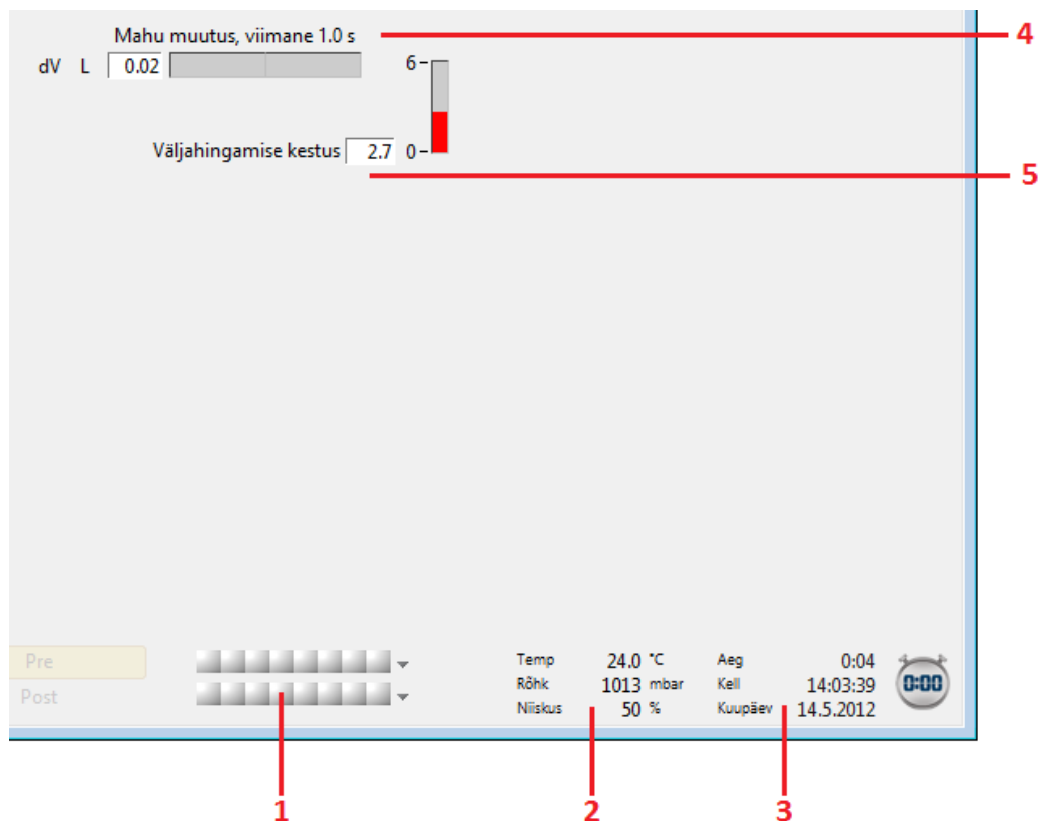 Mahu muutus, viimane 1.0 s
4
dV L 0.02
6
Väljahingamise kestus 2.7 0
5
Pre
Post
Temp 24.0 °C
Rõhk 1013 mbar
Niiskus 50 %
Aeg 0:04
Kell 14:03:39
Kuupäev 14.5.2012
0:00
1
2
3